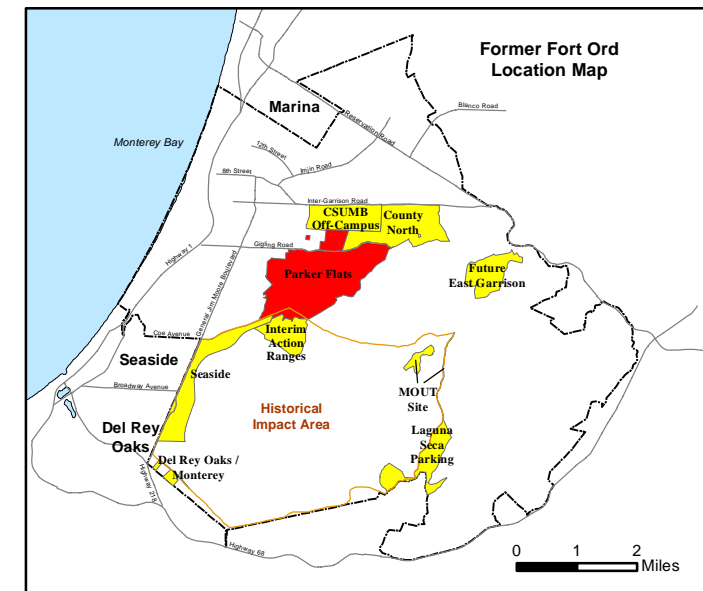 Former Fort Ord
Location Map
Marina
Blanco Road
Reservation Road
Monterey Bay
12th Street
Imjin Road
8th Street
Inter-Garrison Road
CSUMB
Off-Campus
County
North
Gigling Road
Highway 1
General Jim Moore Boulevard
Parker Flats
Future
East Garrison
Coe Avenue
Interim
Action
Ranges
Seaside
Seaside
Broadway Avenue
MOUT
Site
Historical
Impact Area
Del Rey
Oaks
Laguna
Seca
Parking
Del Rey Oaks /
Monterey
Highway 218
Highway 68
0 1 2
Miles